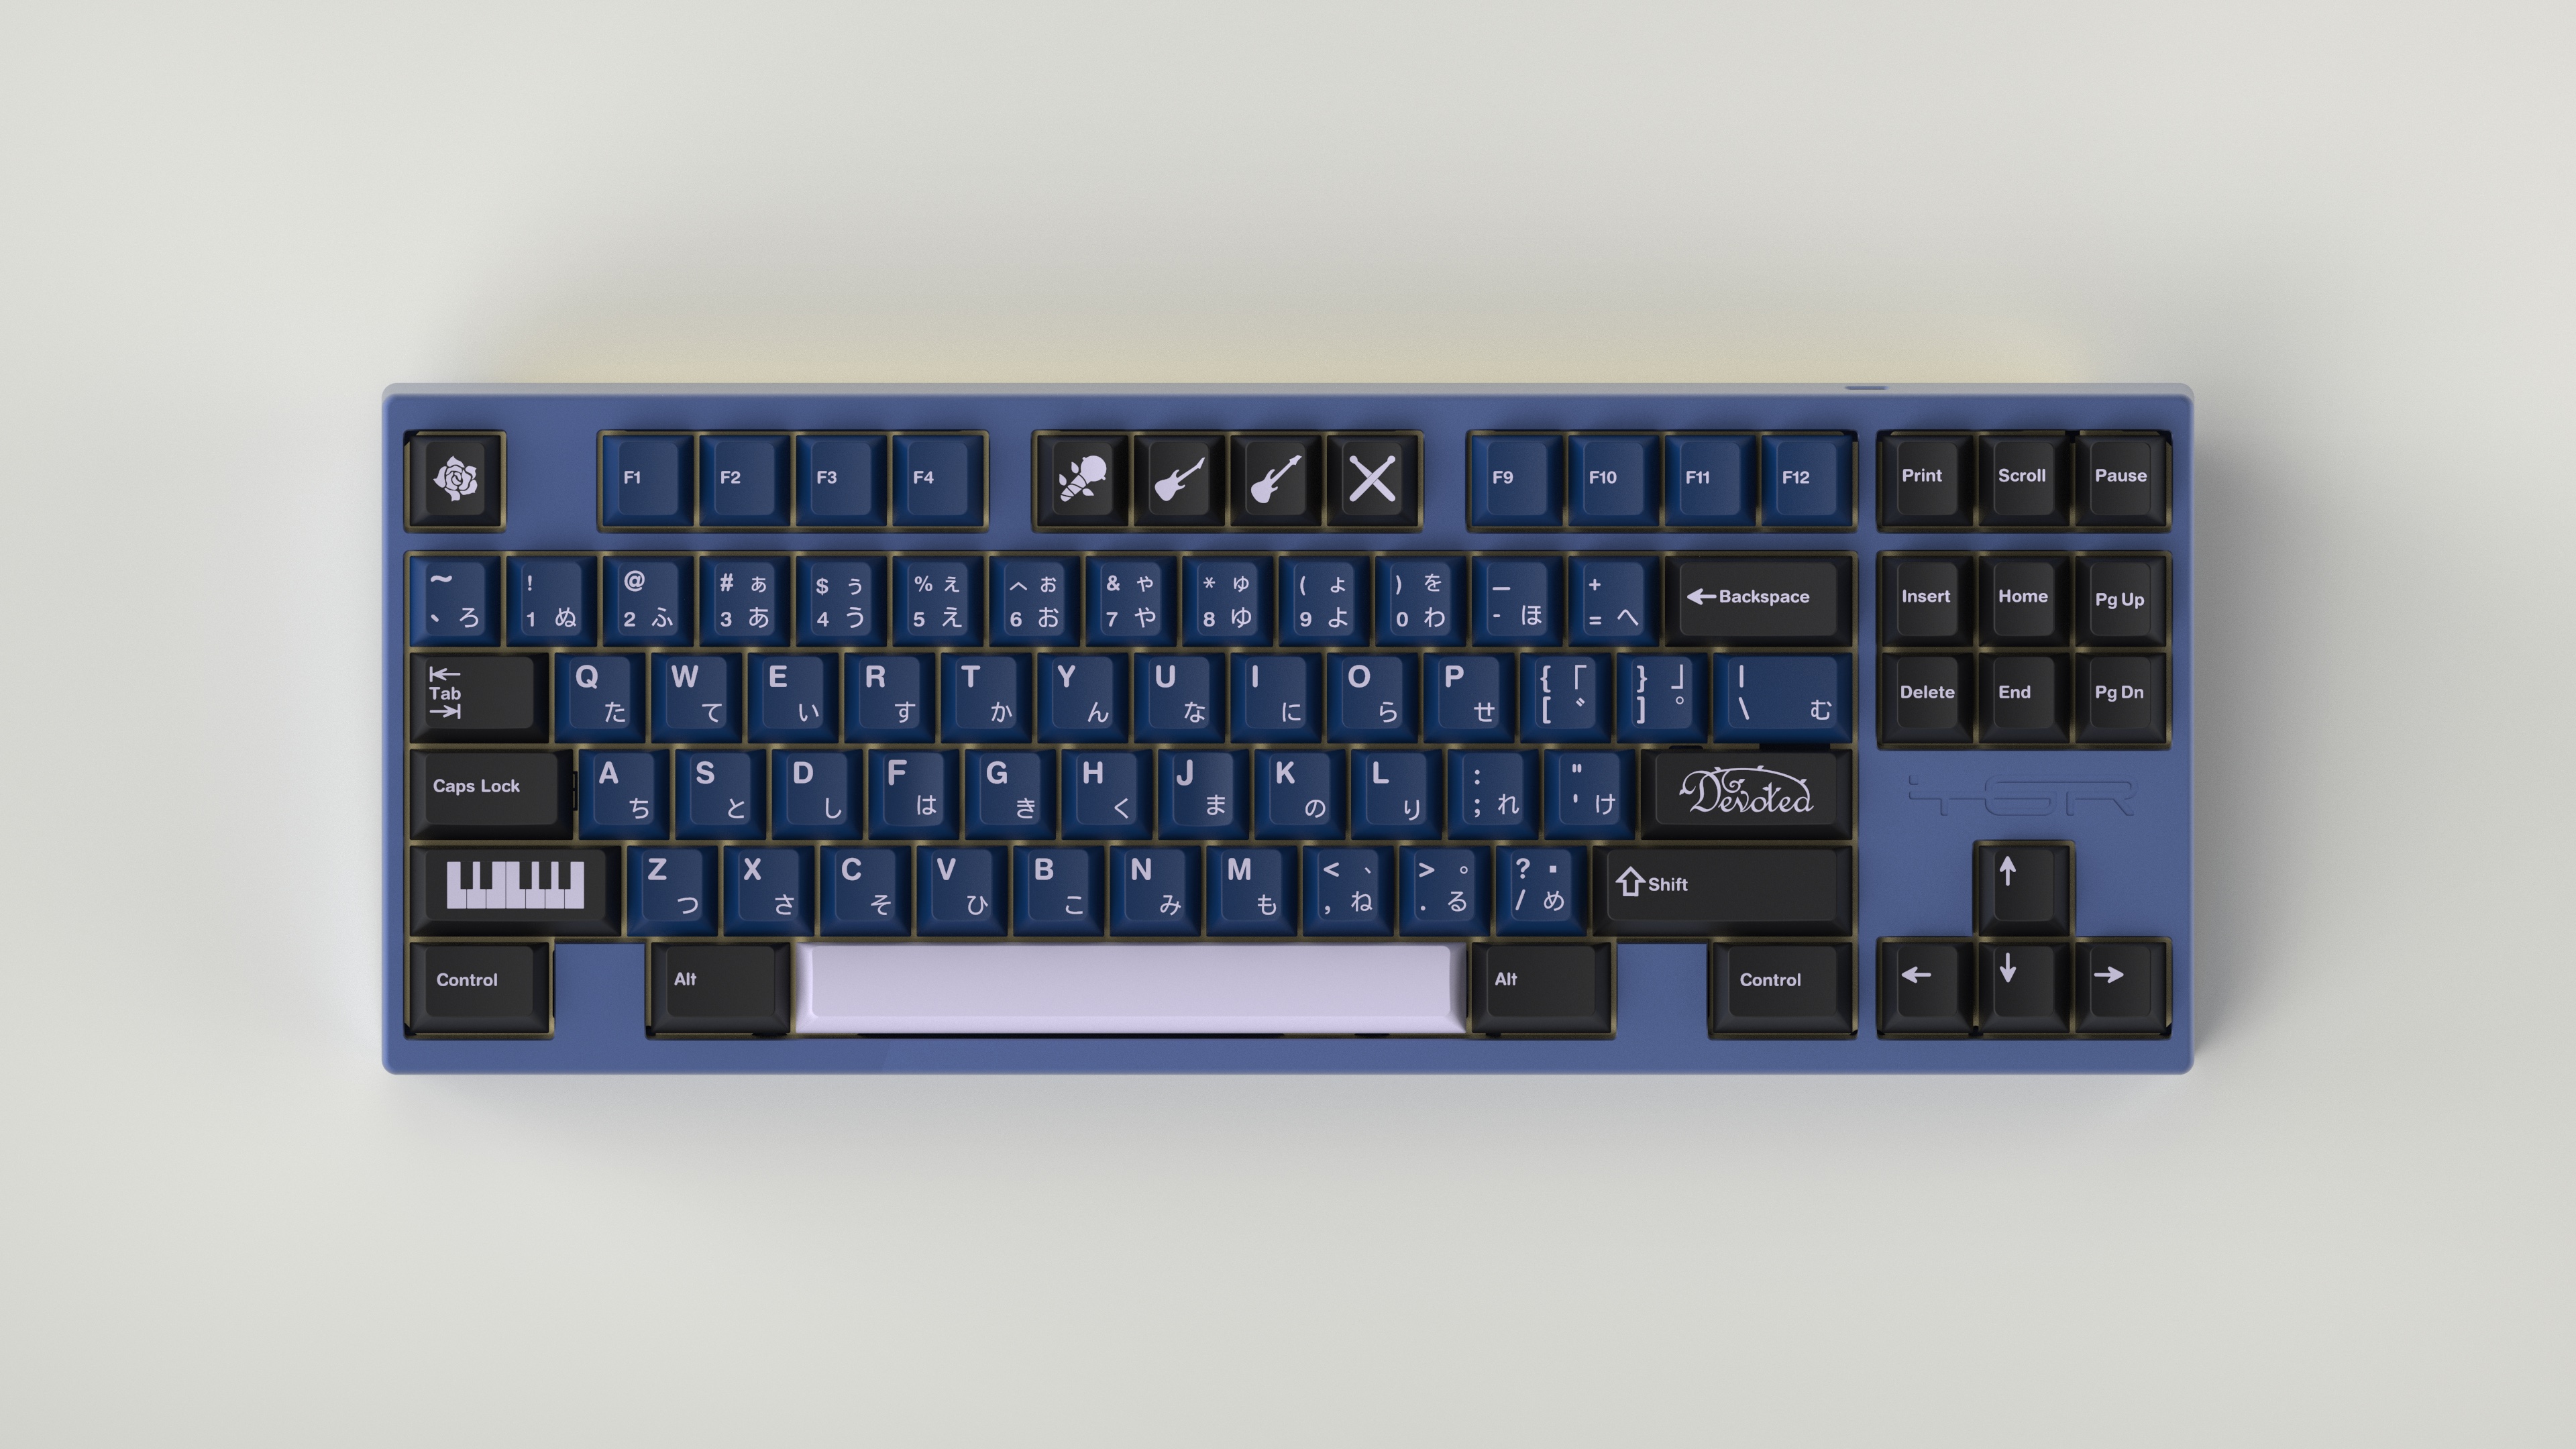 F1 F2 F3 F4 F9 F10 F11 F12 Print Scroll Pause
~ ! @ # ぁ $ ぅ % ぇ へ ぉ & ゃ * ゅ ( ょ ) を _ +
、 ろ 1 ぬ 2 ふ 3 あ 4 う 5 え 6 お 7 や 8 ゆ 9 よ 0 わ - ほ = へ ←Backspace Insert Home Pg Up
Q W E R T Y U I O P { 「 } 」 |
Tab た て い す か ん な に ら せ [ ゛ ] ゜ \ む Delete End Pg Dn
A S D F G H J K L : "
Caps Lock ち と し は き く ま の り ; れ ' け Devoted
TGR
Z X C V B N M < 、 > 。 ? ・
つ さ そ ひ こ み も , ね . る / め Shift ↑
Control Alt Alt Control ← ↓ →